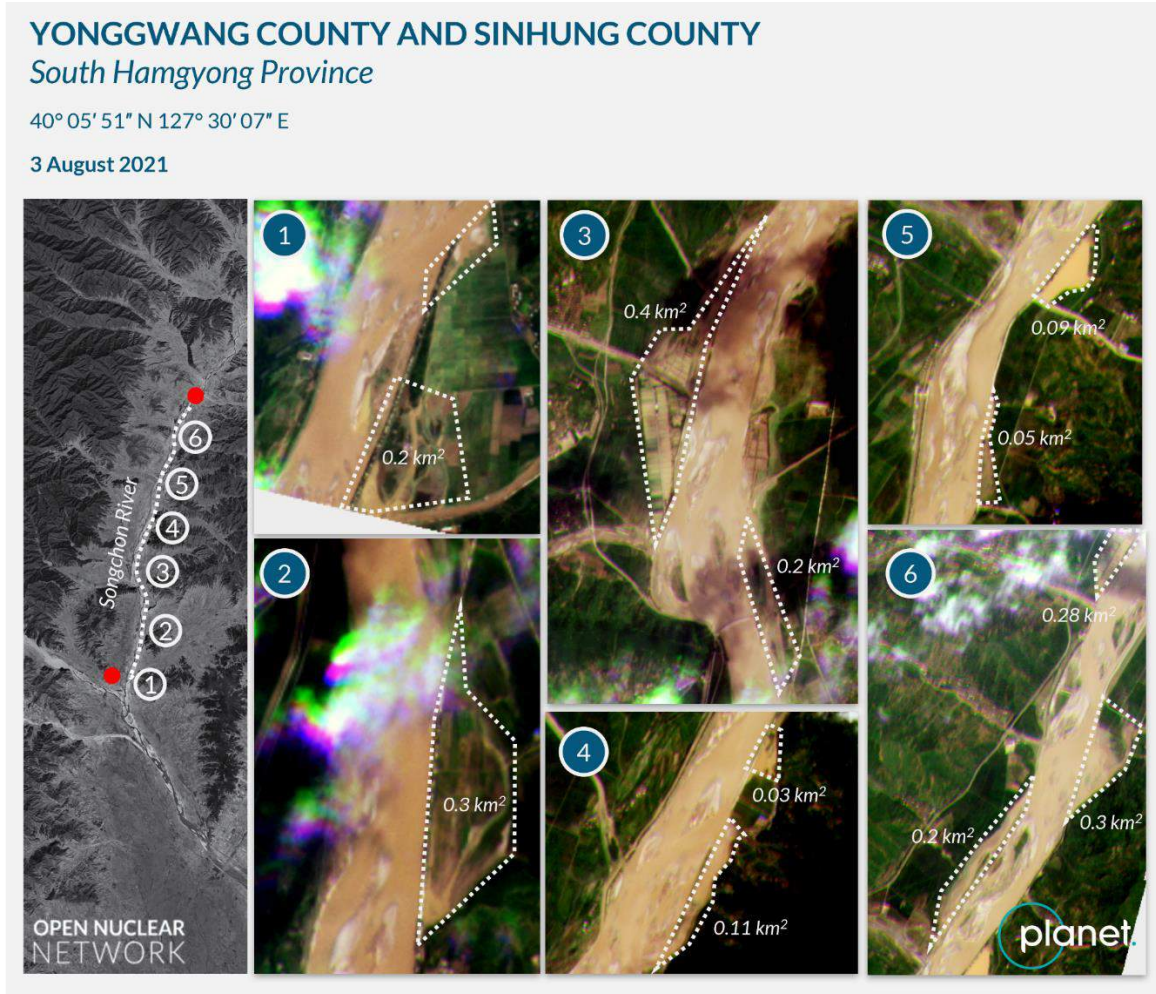 YONGGWANG COUNTY AND SINHUNG COUNTY
South Hamgyong Province
40° 05′ 51″ N 127° 30′ 07″ E
3 August 2021
6
5
4
3
2
1
Songchon River
OPEN NUCLEAR
NETWORK
1
0.2 km²
2
0.3 km²
3
0.4 km²
0.2 km²
4
0.03 km²
0.11 km²
5
0.09 km²
0.05 km²
6
0.28 km²
0.2 km²
0.3 km²
planet.